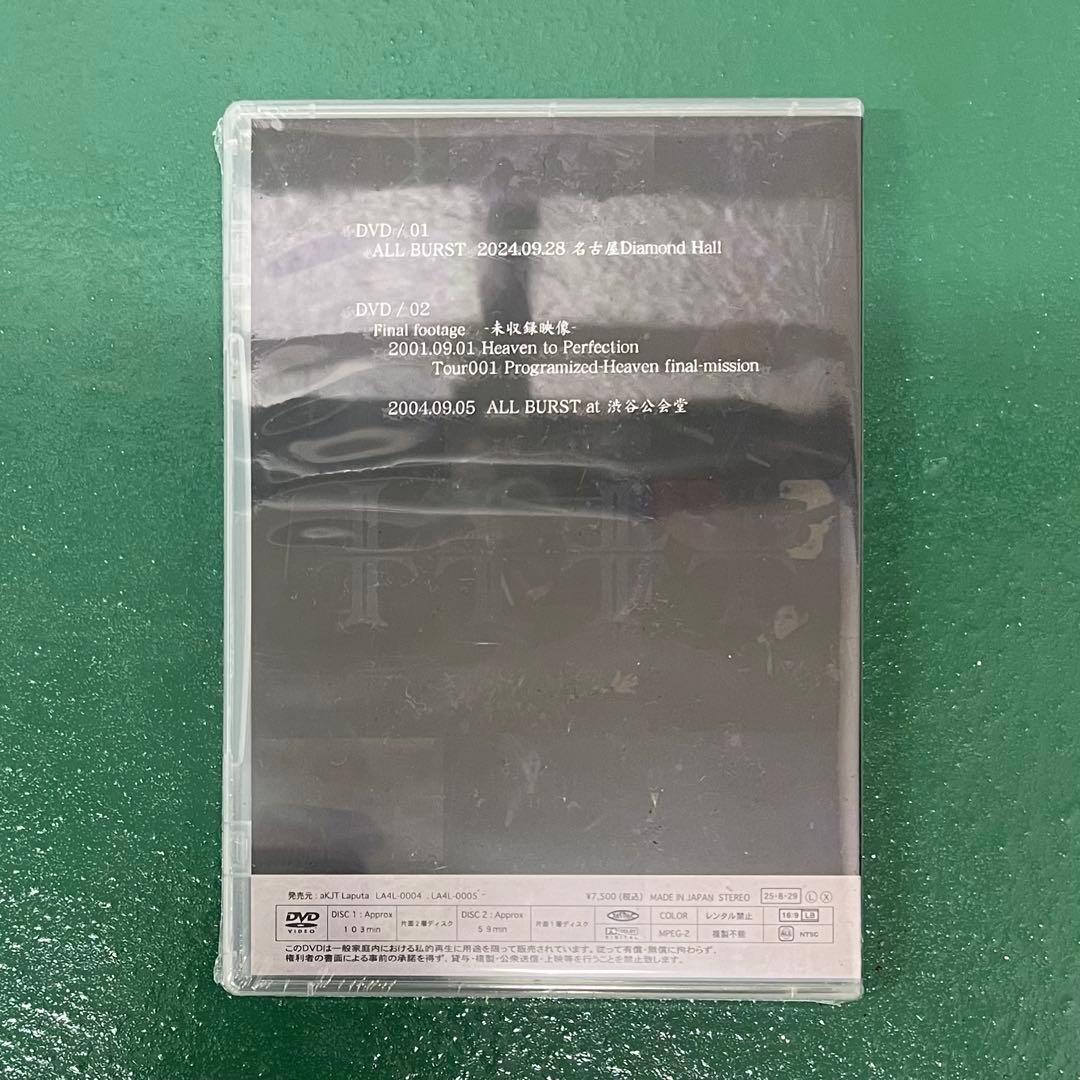 DVD / 01
ALL BURST 2024.09.28 名古屋Diamond Hall
DVD / 02
Final footage -未収録映像-
2001.09.01 Heaven to Perfection
Tour001 Programized-Heaven final-mission
2004.09.05 ALL BURST at 渋谷公会堂
発売元:aKJT Laputa LA4L-0004 . LA4L-0005 ¥7,500(税込) MADE IN JAPAN STEREO 25-8-29 L X
DVD VIDEO DISC 1 : Approx 103min 片面2層ディスク DISC 2 : Approx 59min 片面1層ディスク DOLBY DIGITAL COLOR MPEG-2 レンタル禁止 複製不能 16:9 LB ALL NTSC
このDVDは一般家庭内における私的再生に用途を限って販売されています。従って有償・無償に拘わらず、
権利者の書面による事前の承諾を得ず、貸与・複製・公衆送信・上映等を行うことを禁止致します。